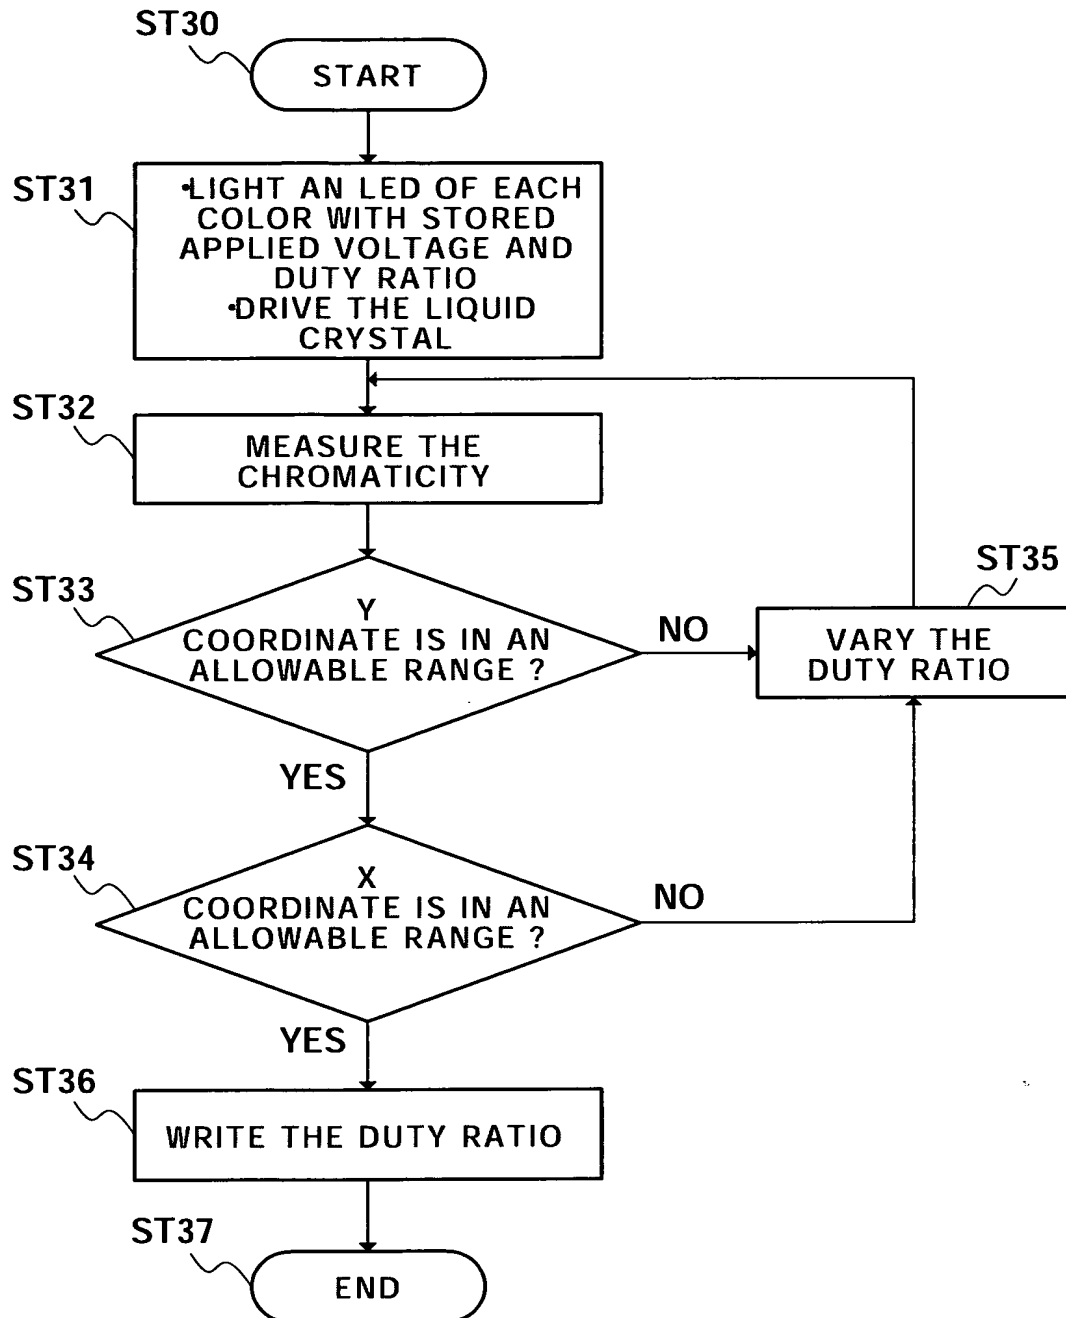 ST30
START
ST31
•LIGHT AN LED OF EACH
COLOR WITH STORED
APPLIED VOLTAGE AND
DUTY RATIO
•DRIVE THE LIQUID
CRYSTAL
ST32
MEASURE THE
CHROMATICITY
ST33
Y
COORDINATE IS IN AN
ALLOWABLE RANGE ?
NO
ST35
VARY THE
DUTY RATIO
YES
ST34
X
COORDINATE IS IN AN
ALLOWABLE RANGE ?
NO
YES
ST36
WRITE THE DUTY RATIO
ST37
END